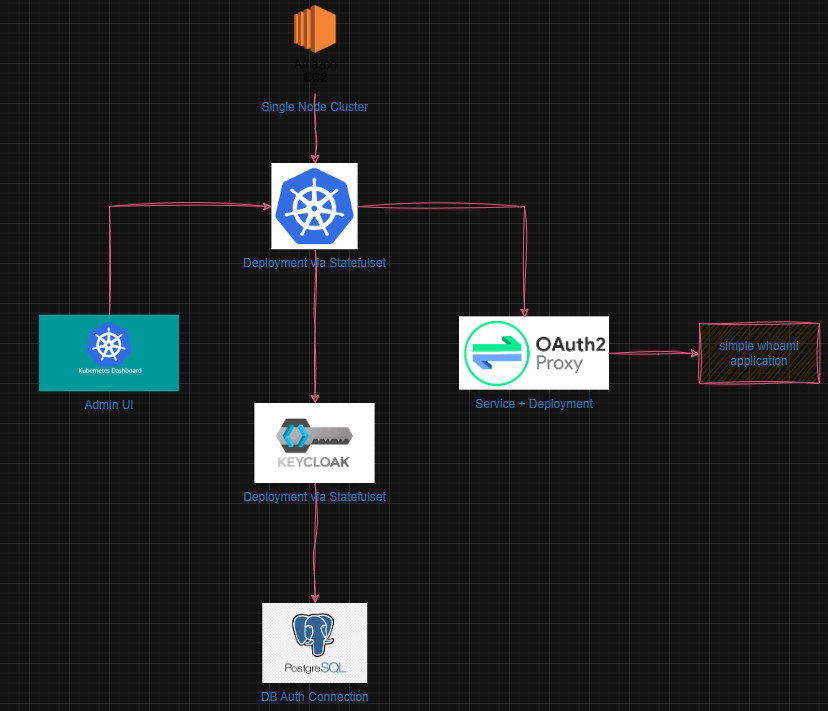 Amazon
EC2
Single Node Cluster
Deployment via Statefulset
Kubernetes Dashboard
Admin UI
OAuth2
Proxy
Service + Deployment
simple whoami
application
KEYCLOAK
Deployment via Statefulset
PostgreSQL
DB Auth Connection